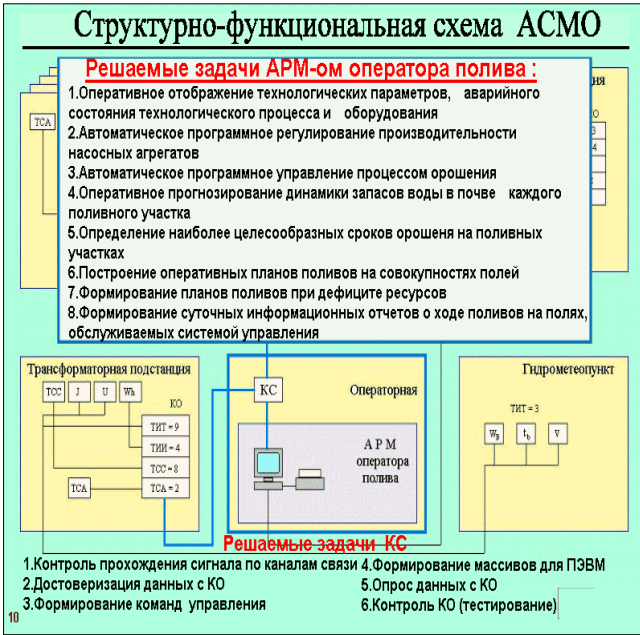 Структурно-функциональная схема АСМО
Решаемые задачи АРМ-ом оператора полива :
1.Оперативное отображение технологических параметров, аварийного
состояния технологического процесса и оборудования
2.Автоматическое программное регулирование производительности
насосных агрегатов
3.Автоматическое программное управление процессом орошения
4.Оперативное прогнозирование динамики запасов воды в почве каждого
поливного участка
5.Определение наиболее целесообразных сроков орошеня на поливных
участках
6.Построение оперативных планов поливов на совокупностях полей
7.Формирование планов поливов при дефиците ресурсов
8.Формирование суточных информационных отчетов о ходе поливов на полях,
обслуживаемых системой управления
ТСА
Трансформаторная подстанция
ТСС J U Wh
КО
ТИТ = 9
ТИИ = 4
ТСС = 8
ТСА = 2
ТСА
КС
Операторная
А Р М
оператора
полива
Гидрометеопункт
ТИТ = 3
V
Решаемые задачи КС
1.Контроль прохождения сигнала по каналам связи
2.Достоверизация данных с КО
3.Формирование команд управления
4.Формирование массивов для ПЭВМ
5.Опрос данных с КО
6.Контроль КО (тестирование)
10